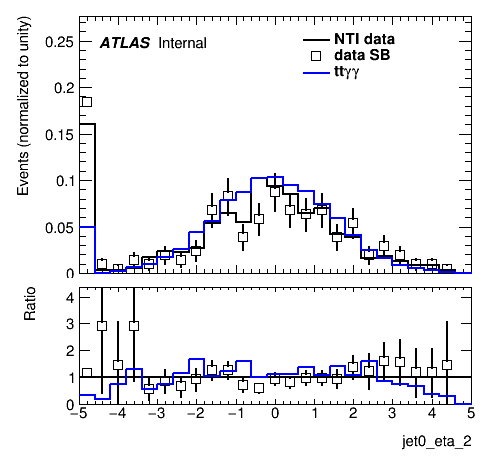 ATLAS Internal
NTI data
data SB
ttγγ
Events (normalized to unity)
0.25
0.2
0.15
0.1
0.05
0
Ratio
4
3
2
1
0
−5 −4 −3 −2 −1 0 1 2 3 4 5
jet0_eta_2